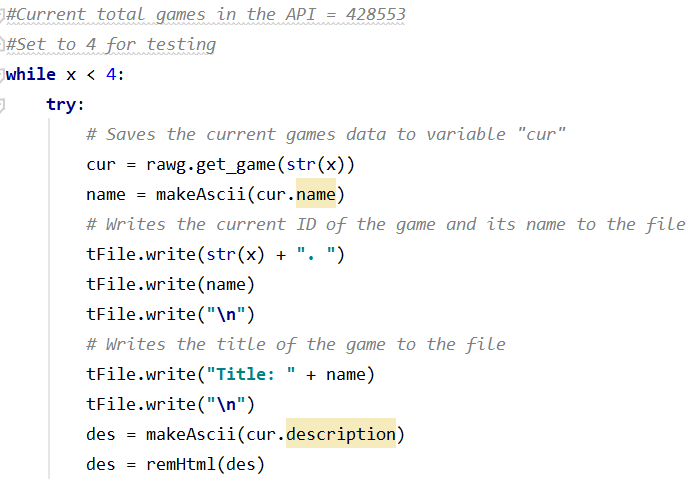 #Current total games in the API = 428553
#Set to 4 for testing
while x < 4:
    try:
        # Saves the current games data to variable "cur"
        cur = rawg.get_game(str(x))
        name = makeAscii(cur.name)
        # Writes the current ID of the game and its name to the file
        tFile.write(str(x) + ". ")
        tFile.write(name)
        tFile.write("\n")
        # Writes the title of the game to the file
        tFile.write("Title: " + name)
        tFile.write("\n")
        des = makeAscii(cur.description)
        des = remHtml(des)